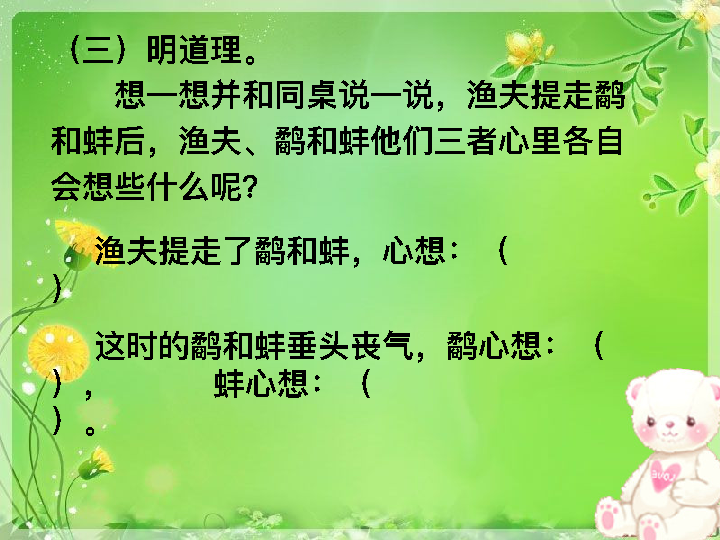 （三）明道理。
想一想并和同桌说一说，渔夫提走鹬
和蚌后，渔夫、鹬和蚌他们三者心里各自
会想些什么呢？
渔夫提走了鹬和蚌，心想：（
）
这时的鹬和蚌垂头丧气，鹬心想：（
），　　　蚌心想：（
）。